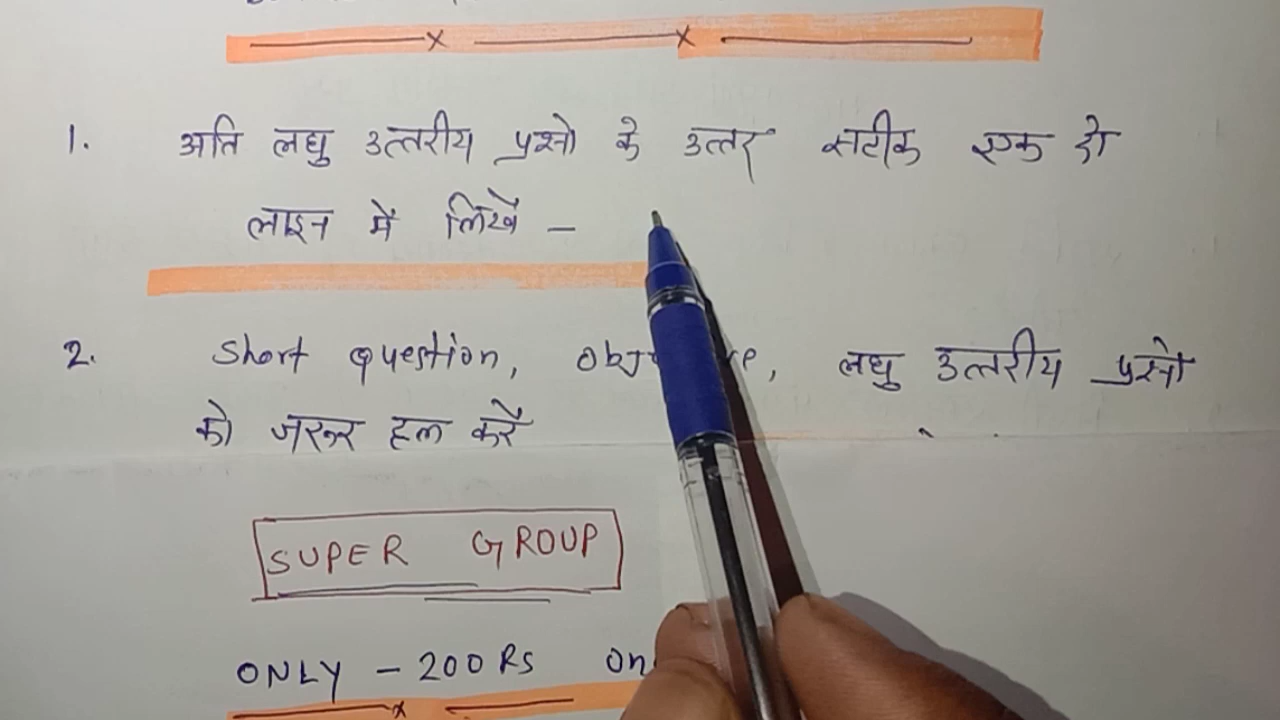 1. अति लघु उत्तरीय प्रश्नो के उत्तर सटीक एक दो
लाइन में लिखें –
2. Short question, लघु उत्तरीय प्रश्नो
को जरूर हल करें
SUPER GROUP
ONLY – 200 RS